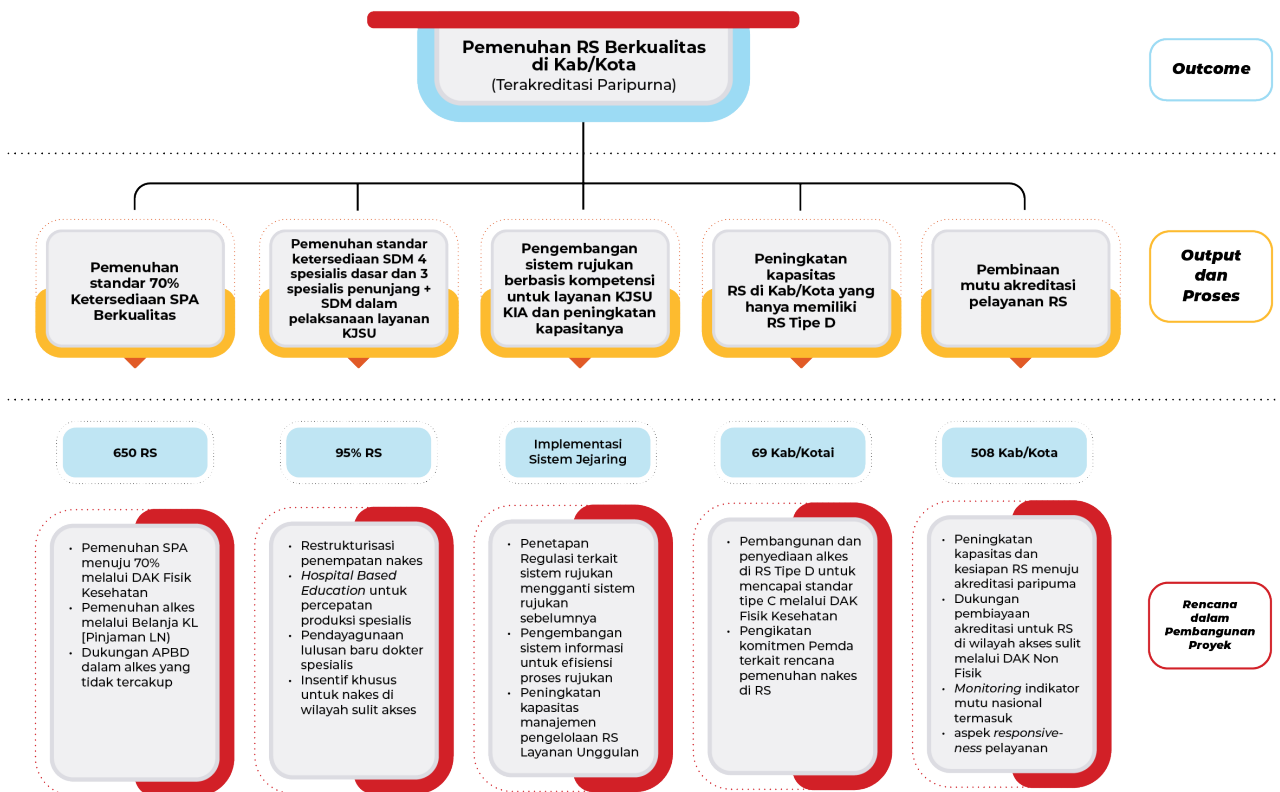 Pemenuhan RS Berkualitas
di Kab/Kota
(Terakreditasi Paripurna)
Outcome
Pemenuhan
standar 70%
Ketersediaan SPA
Berkualitas
Pemenuhan standar
ketersediaan SDM 4
spesialis dasar dan 3
spesialis penunjang +
SDM dalam
pelaksanaan layanan
KJSU
Pengembangan
sistem rujukan
berbasis kompetensi
untuk layanan KJSU
KIA dan peningkatan
kapasitanya
Peningkatan
kapasitas
RS di Kab/Kota yang
hanya memiliki
RS Tipe D
Pembinaan
mutu akreditasi
pelayanan RS
Output
dan
Proses
650 RS
95% RS
Implementasi
Sistem Jejaring
69 Kab/Kotai
508 Kab/Kota
• Pemenuhan SPA
menuju 70%
melalui DAK Fisik
Kesehatan
• Pemenuhan alkes
melalui Belanja KL
[Pinjaman LN)
• Dukungan APBD
dalam alkes yang
tidak tercakup
• Restrukturisasi
penempatan nakes
• Hospital Based
Education untuk
percepatan
produksi spesialis
• Pendayagunaan
lulusan baru dokter
spesialis
• Insentif khusus
untuk nakes di
wilayah sulit akses
• Penetapan
Regulasi terkait
sistem rujukan
mengganti sistem
rujukan
sebelumnya
• Pengembangan
sistem informasi
untuk efisiensi
proses rujukan
• Peningkatan
kapasitas
manajemen
pengelolaan RS
Layanan Unggulan
• Pembangunan dan
penyediaan alkes
di RS Tipe D untuk
mencapai standar
tipe C melalui DAK
Fisik Kesehatan
• Pengikatan
komitmen Pemda
terkait rencana
pemenuhan nakes
di RS
• Peningkatan
kapasitas dan
kesiapan RS menuju
akreditasi paripuma
• Dukungan
pembiayaan
akreditasi untuk RS
di wilayah akses sulit
melalui DAK Non
Fisik
• Monitoring indikator
mutu nasional
termasuk
• aspek responsive-
ness pelayanan
Rencana
dalam
Pembangunan
Proyek